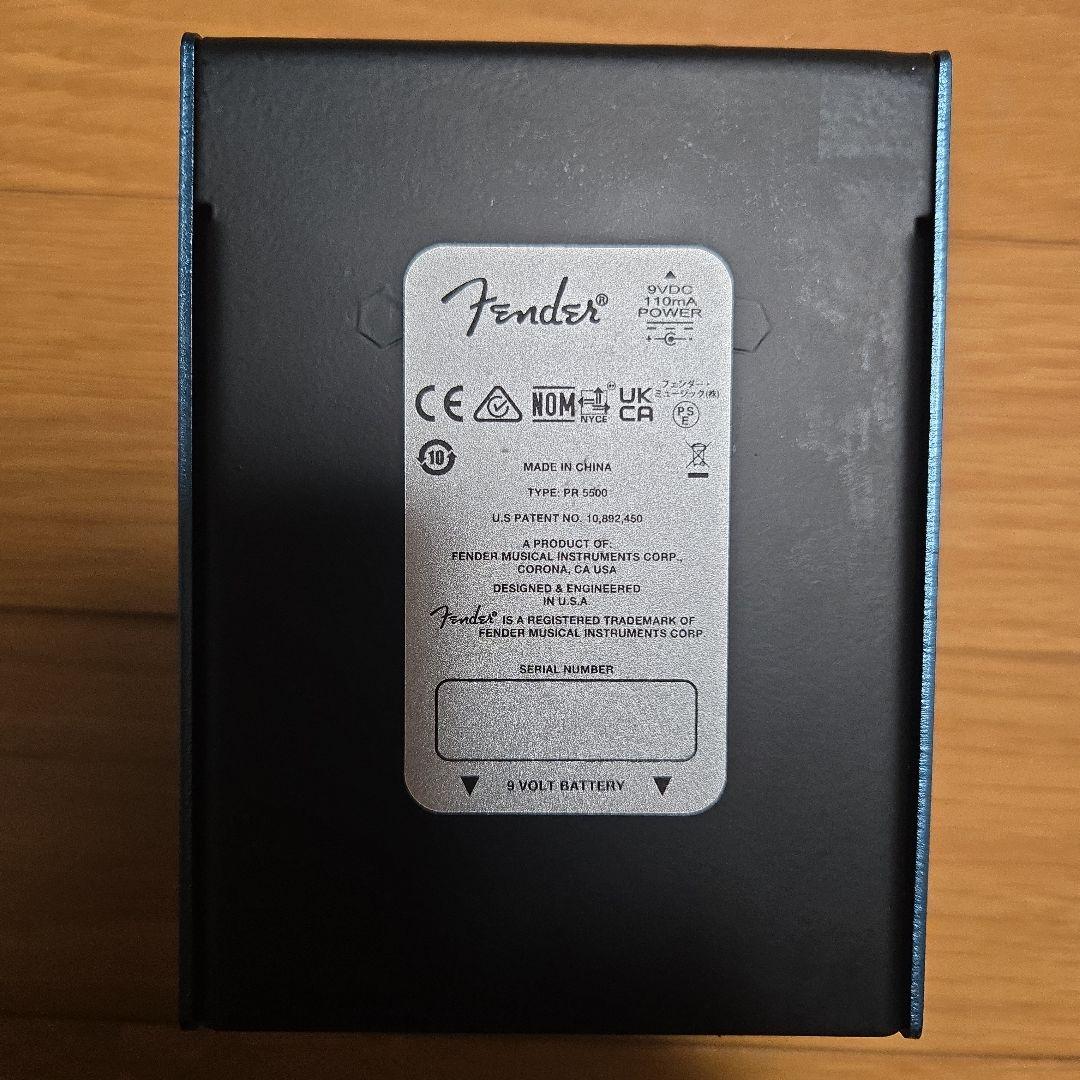 Fender®
9VDC
110mA
POWER
CE
NOM
NYCE
UK
CA
フェンダー・
ミュージック(株)
PS
E
10
MADE IN CHINA
TYPE: PR 5500
U.S PATENT NO. 10,892,450
A PRODUCT OF:
FENDER MUSICAL INSTRUMENTS CORP.,
CORONA, CA USA
DESIGNED & ENGINEERED
IN U.S.A
Fender® IS A REGISTERED TRADEMARK OF
FENDER MUSICAL INSTRUMENTS CORP.
SERIAL NUMBER
9 VOLT BATTERY